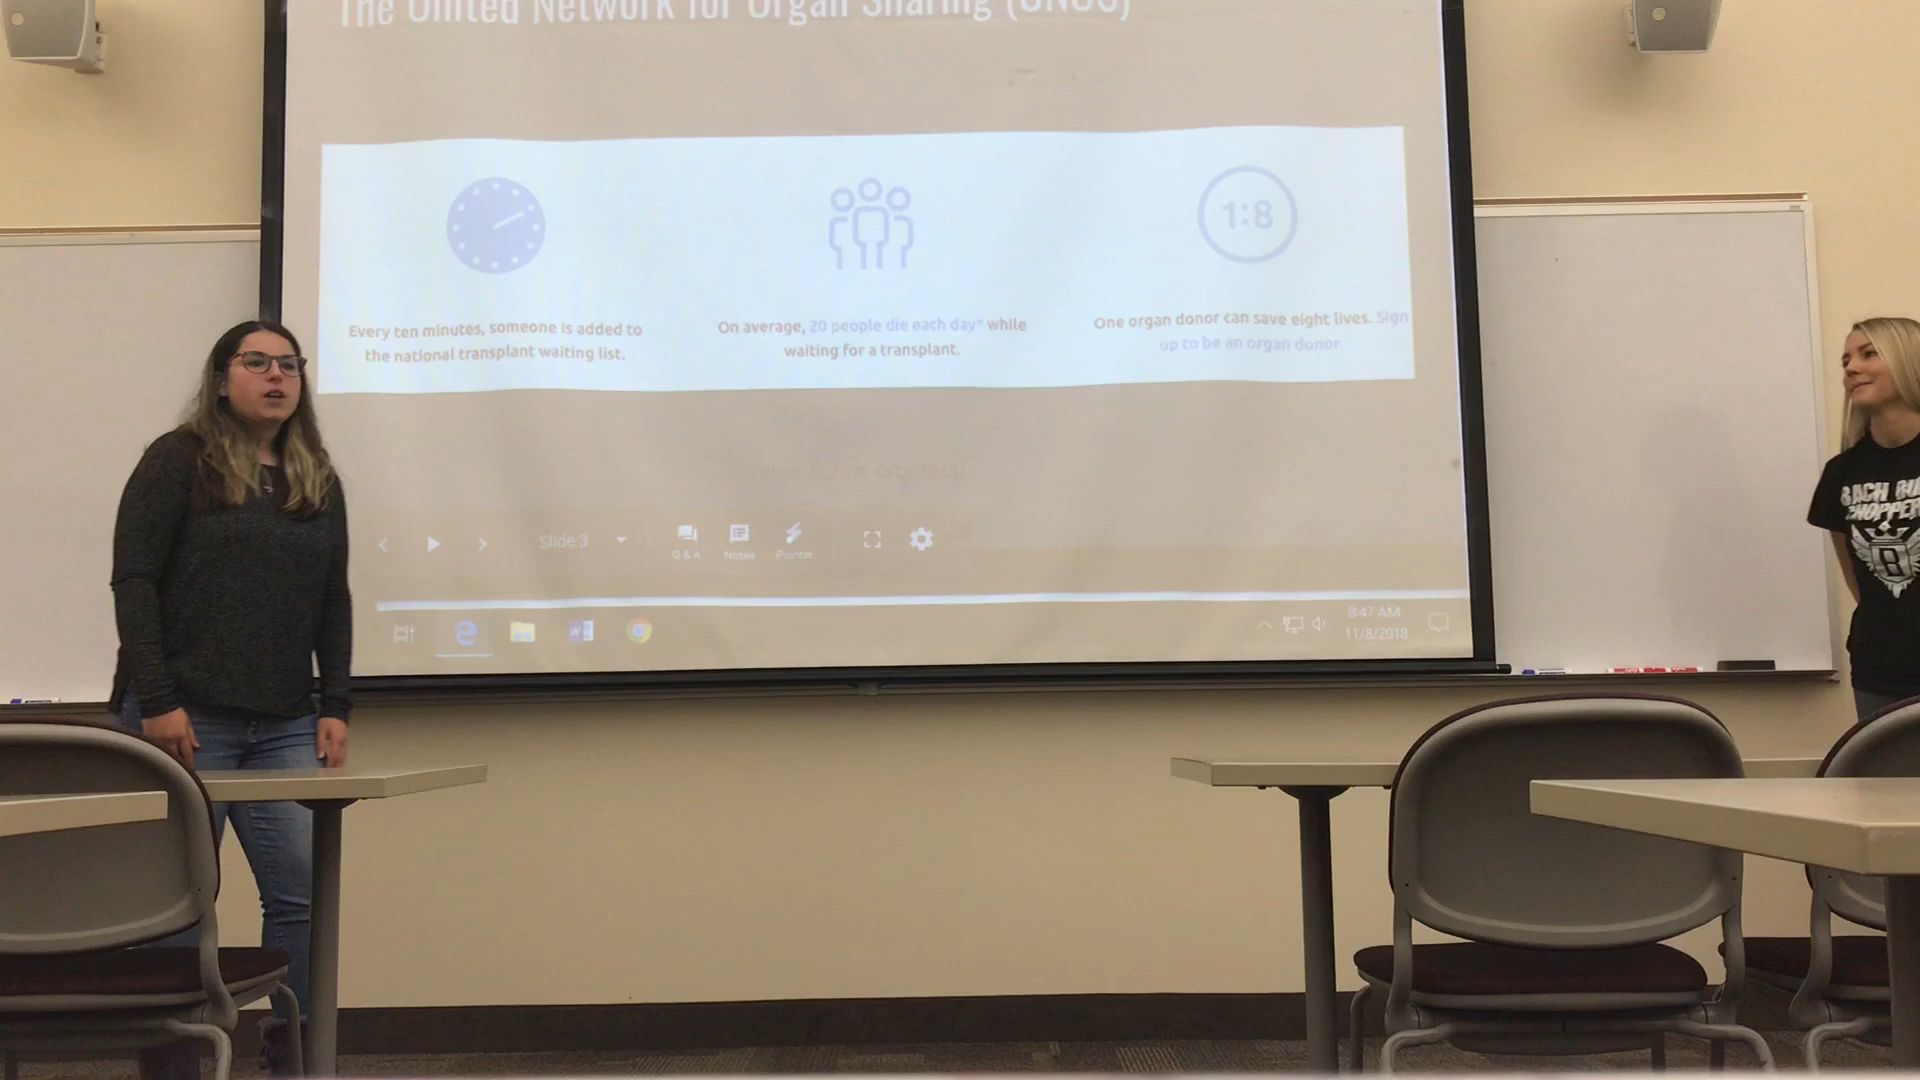 The United Network for Organ Sharing (UNOS)
1:8
Every ten minutes, someone is added to
the national transplant waiting list.
On average, 20 people die each day* while
waiting for a transplant.
One organ donor can save eight lives. Sign
up to be an organ donor.
Slide 3
Q & A
Notes
Pointer
8:47 AM
11/8/2018
CHOPPER
B